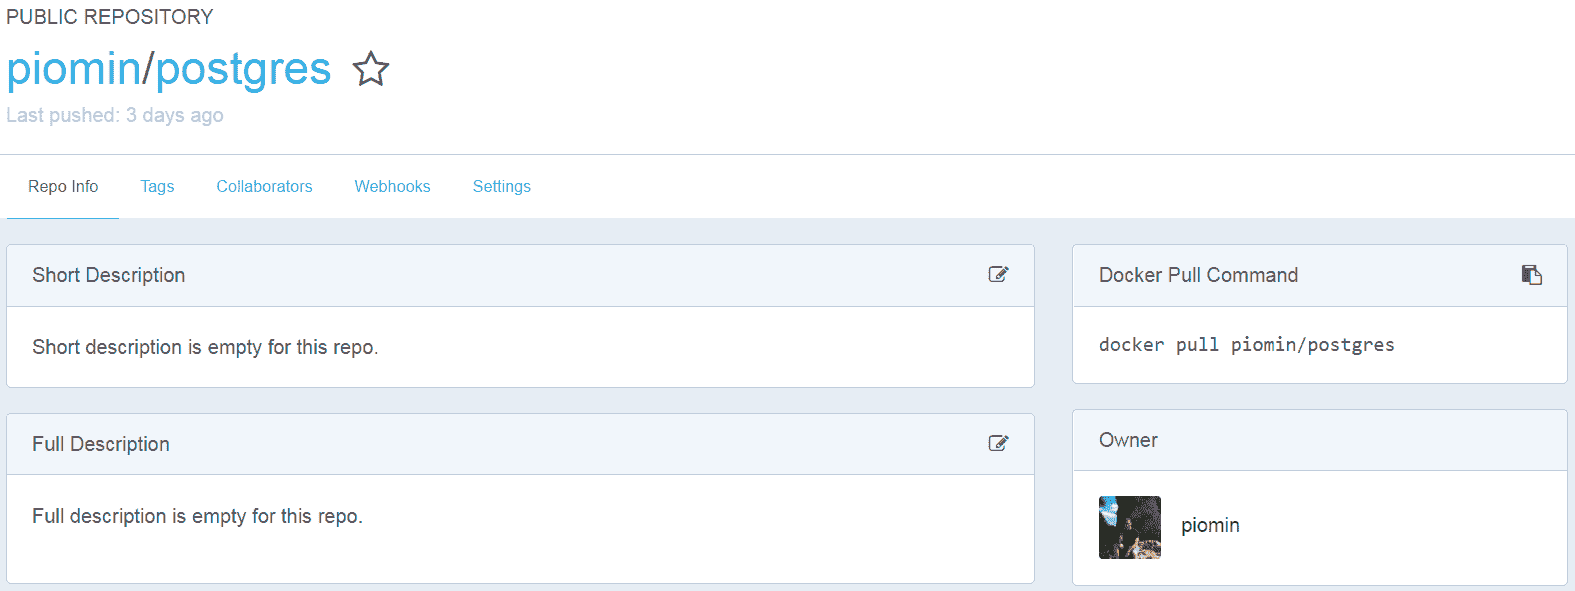 PUBLIC REPOSITORY
piomin/postgres
Last pushed: 3 days ago
Repo Info
Tags
Collaborators
Webhooks
Settings
Short Description
Short description is empty for this repo.
Full Description
Full description is empty for this repo.
Docker Pull Command
docker pull piomin/postgres
Owner
piomin